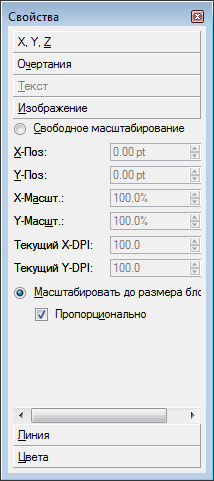 Свойства
X, Y, Z
Очертания
Текст
Изображение
Свободное масштабирование
X-Поз: 0.00 pt
Y-Поз: 0.00 pt
X-Масшт.: 100.0%
Y-Масшт.: 100.0%
Текущий X-DPI: 100.0
Текущий Y-DPI: 100.0
Масштабировать до размера бло
Пропорционально
Линия
Цвета